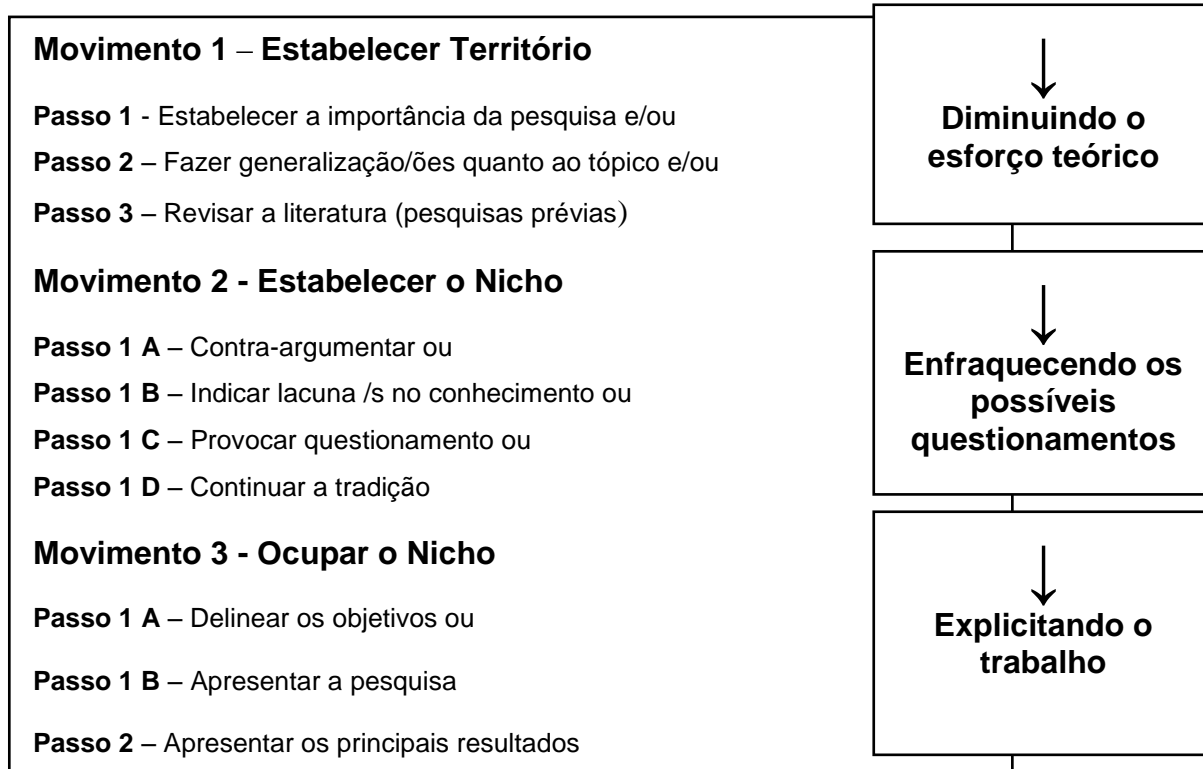 Movimento 1 – Estabelecer Território
Passo 1 - Estabelecer a importância da pesquisa e/ou
Passo 2 – Fazer generalização/ões quanto ao tópico e/ou
Passo 3 – Revisar a literatura (pesquisas prévias)
Diminuindo o
esforço teórico
Movimento 2 - Estabelecer o Nicho
Passo 1 A – Contra-argumentar ou
Passo 1 B – Indicar lacuna /s no conhecimento ou
Passo 1 C – Provocar questionamento ou
Passo 1 D – Continuar a tradição
Enfraquecendo os
possíveis
questionamentos
Movimento 3 - Ocupar o Nicho
Passo 1 A – Delinear os objetivos ou
Passo 1 B – Apresentar a pesquisa
Passo 2 – Apresentar os principais resultados
Explicitando o
trabalho